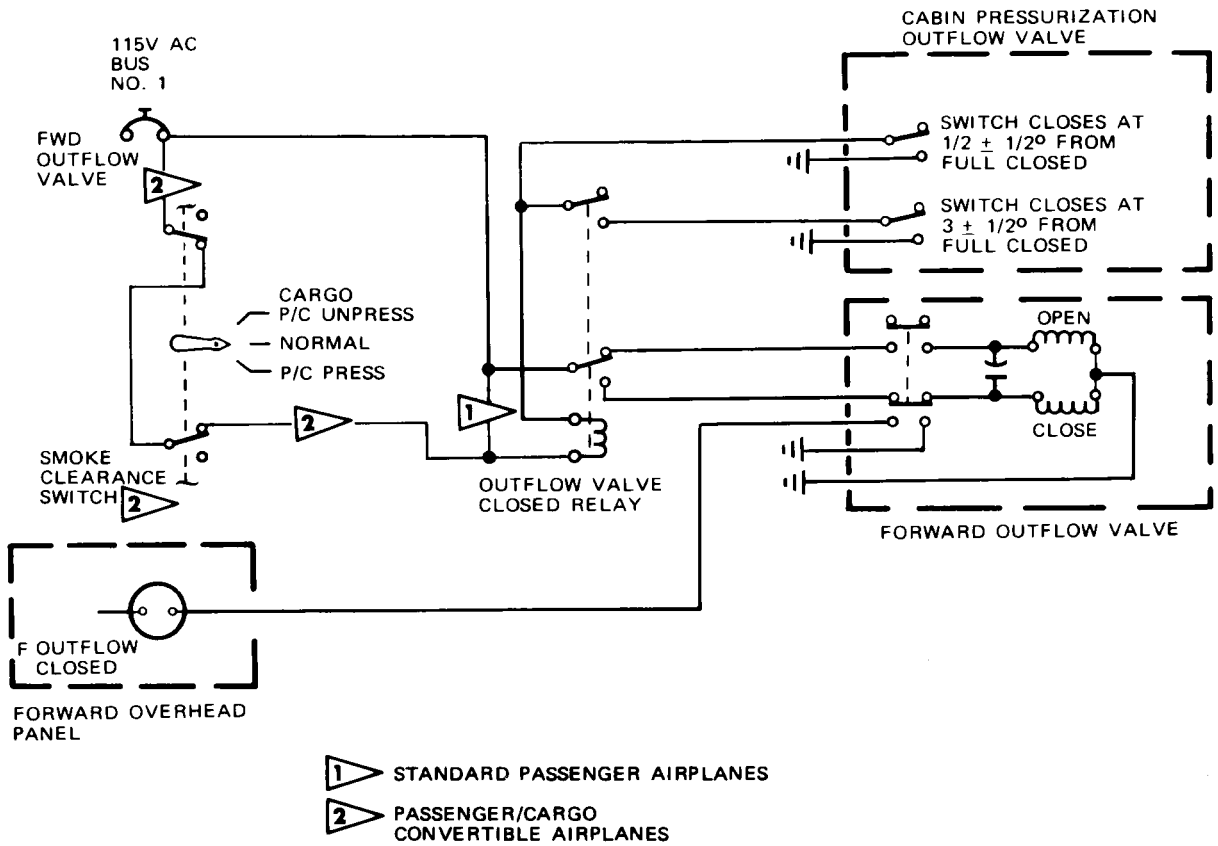 115V AC
BUS
NO. 1
FWD
OUTFLOW
VALVE
2
CARGO
P/C UNPRESS
NORMAL
P/C PRESS
2
SMOKE
CLEARANCE
SWITCH
2
1
OUTFLOW VALVE
CLOSED RELAY
CABIN PRESSURIZATION
OUTFLOW VALVE
SWITCH CLOSES AT
1/2 ± 1/2º FROM
FULL CLOSED
SWITCH CLOSES AT
3 ± 1/2º FROM
FULL CLOSED
OPEN
CLOSE
FORWARD OUTFLOW VALVE
F OUTFLOW
CLOSED
FORWARD OVERHEAD
PANEL
1 STANDARD PASSENGER AIRPLANES
2 PASSENGER/CARGO
CONVERTIBLE AIRPLANES